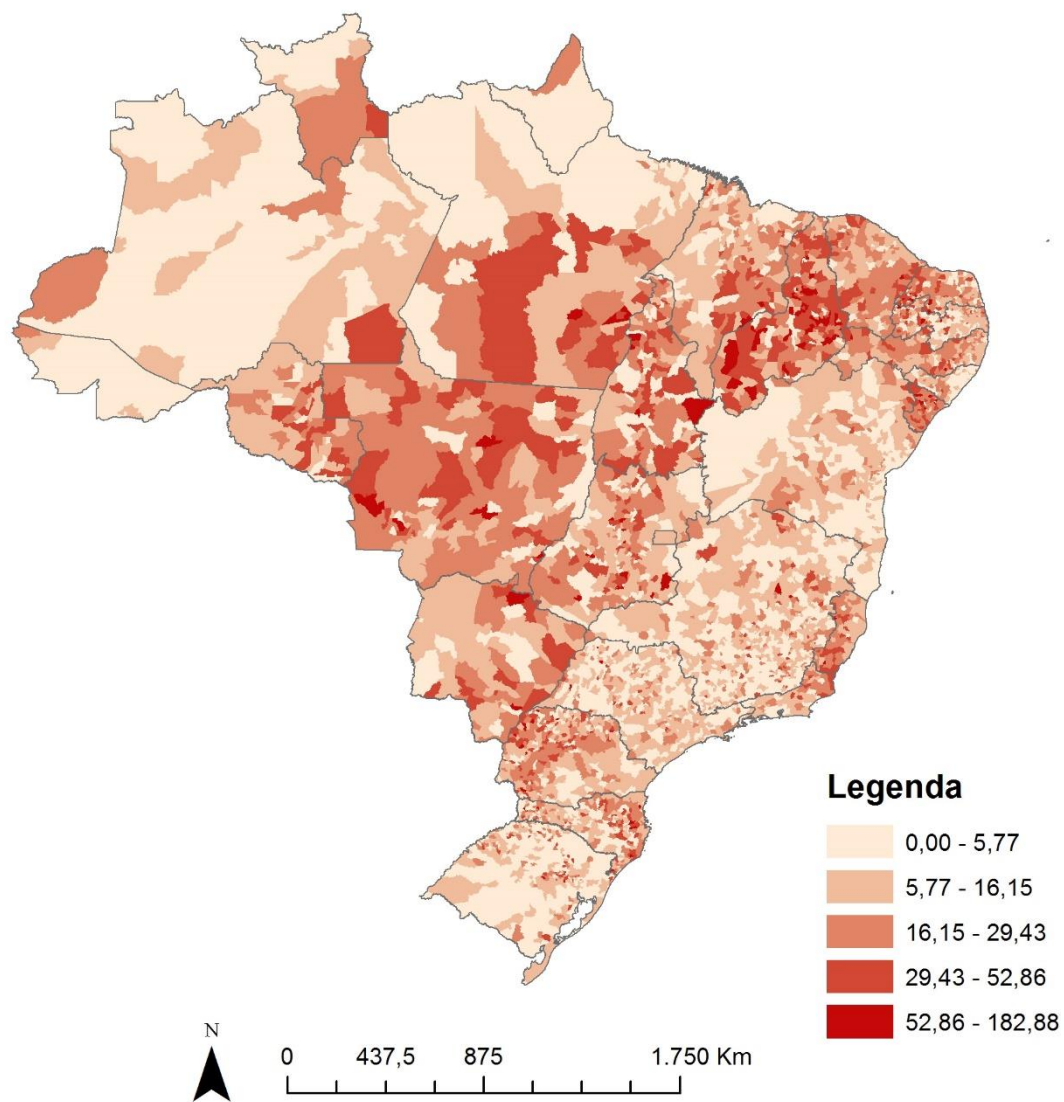 Legenda
0,00 - 5,77
5,77 - 16,15
16,15 - 29,43
29,43 - 52,86
52,86 - 182,88
N
0 437,5 875 1.750 Km